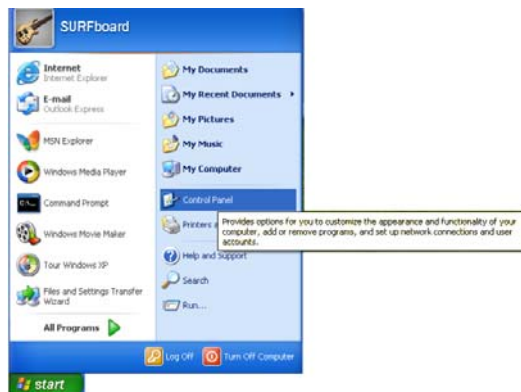 SURFboard
Internet
Internet Explorer
E-mail
Outlook Express
MSN Explorer
Windows Media Player
Command Prompt
Windows Movie Maker
Tour Windows XP
Files and Settings Transfer
Wizard
All Programs
My Documents
My Recent Documents
My Pictures
My Music
My Computer
Control Panel
Printers
Provides options for you to customize the appearance and functionality of your
computer, add or remove programs, and set up network connections and user
accounts.
Help and Support
Search
Run...
Log Off
Turn Off Computer
start